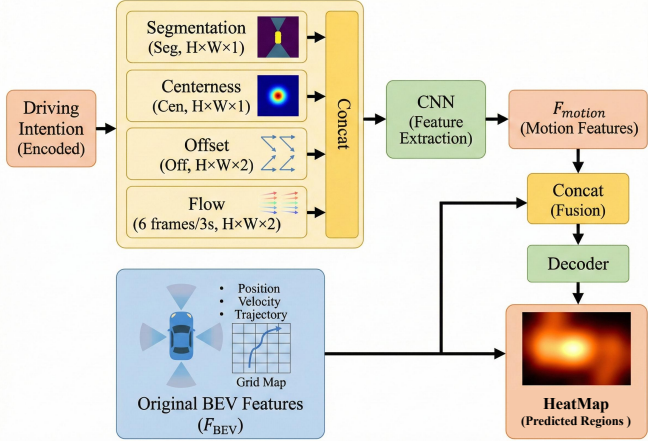 Driving
Intention
(Encoded)
Segmentation
(Seg, H×W×1)
Centerness
(Cen, H×W×1)
Offset
(Off, H×W×2)
Flow
(6 frames/3s, H×W×2)
Concat
CNN
(Feature
Extraction)
F_motion
(Motion Features)
Concat
(Fusion)
Decoder
• Position
• Velocity
• Trajectory
Grid Map
Original BEV Features
(F_BEV)
HeatMap
(Predicted Regions )